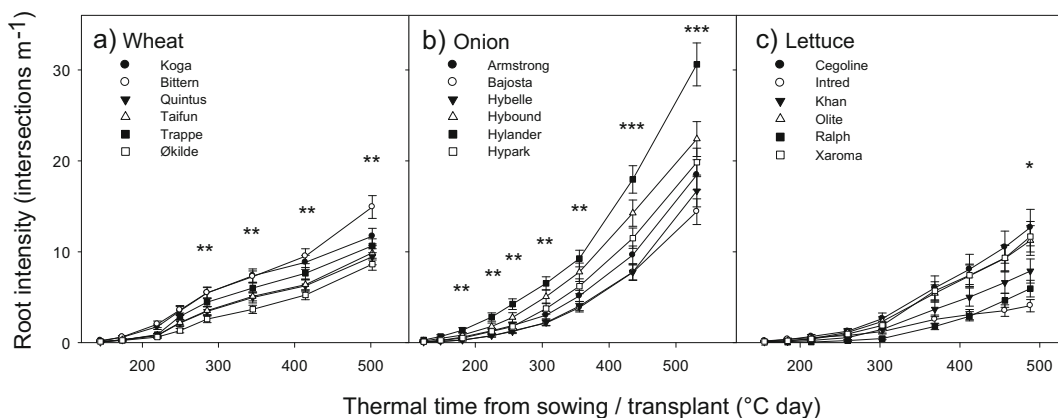 a) Wheat
Koga
Bittern
Quintus
Taifun
Trappe
Økilde
** ** ** **
b) Onion
Armstrong
Bajosta
Hybelle
Hybound
Hylander
Hypark
** ** ** ** ** *** ***
c) Lettuce
Cegoline
Intred
Khan
Olite
Ralph
Xaroma
*
Root intensity (intersections m-1)
30
20
10
0
200 300 400 500
200 300 400 500
200 300 400 500
Thermal time from sowing / transplant (°C day)